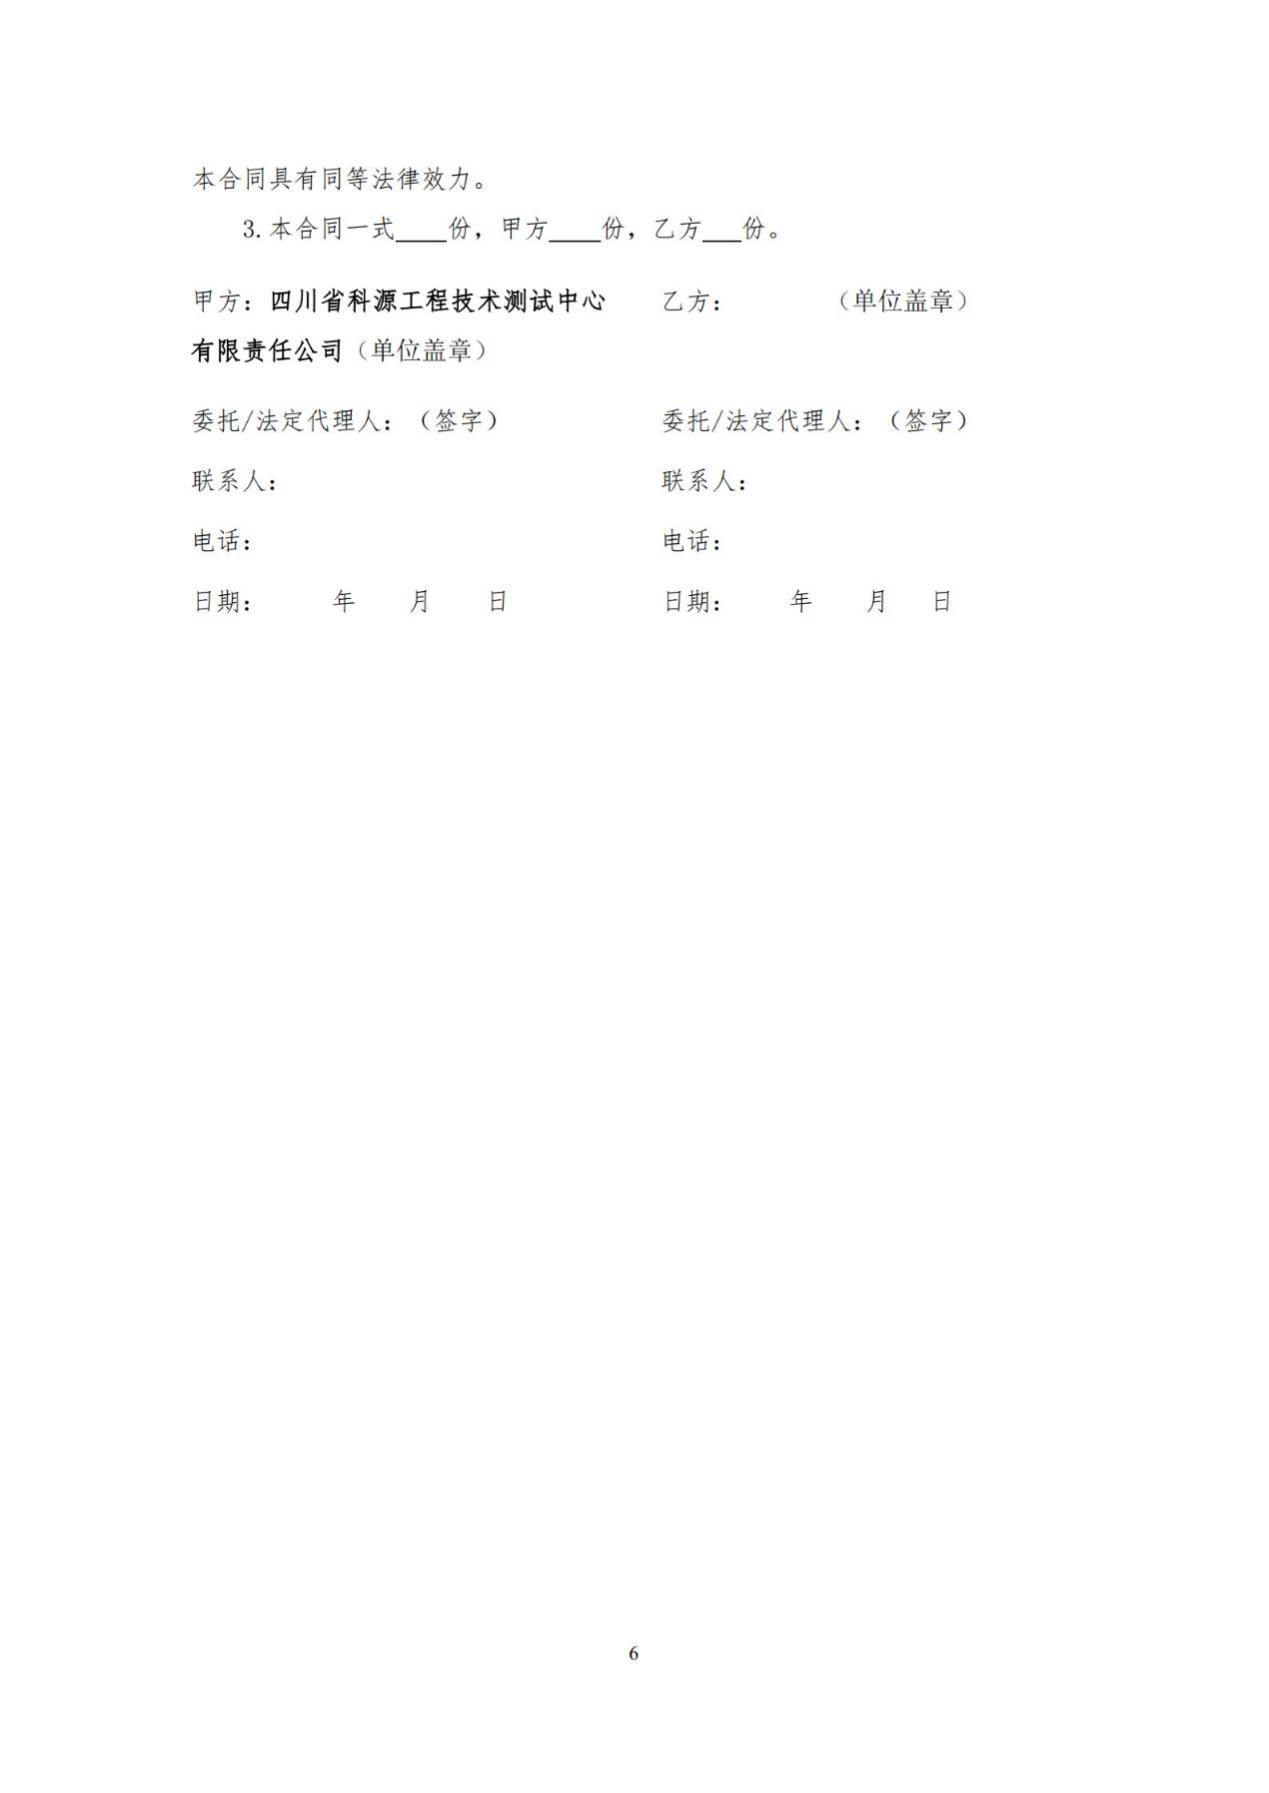 本合同具有同等法律效力。
3.本合同一式____份，甲方____份，乙方___份。
甲方：四川省科源工程技术测试中心 乙方： （单位盖章）
有限责任公司（单位盖章）
委托/法定代理人：（签字） 委托/法定代理人：（签字）
联系人： 联系人：
电话： 电话：
日期： 年 月 日 日期： 年 月 日
6